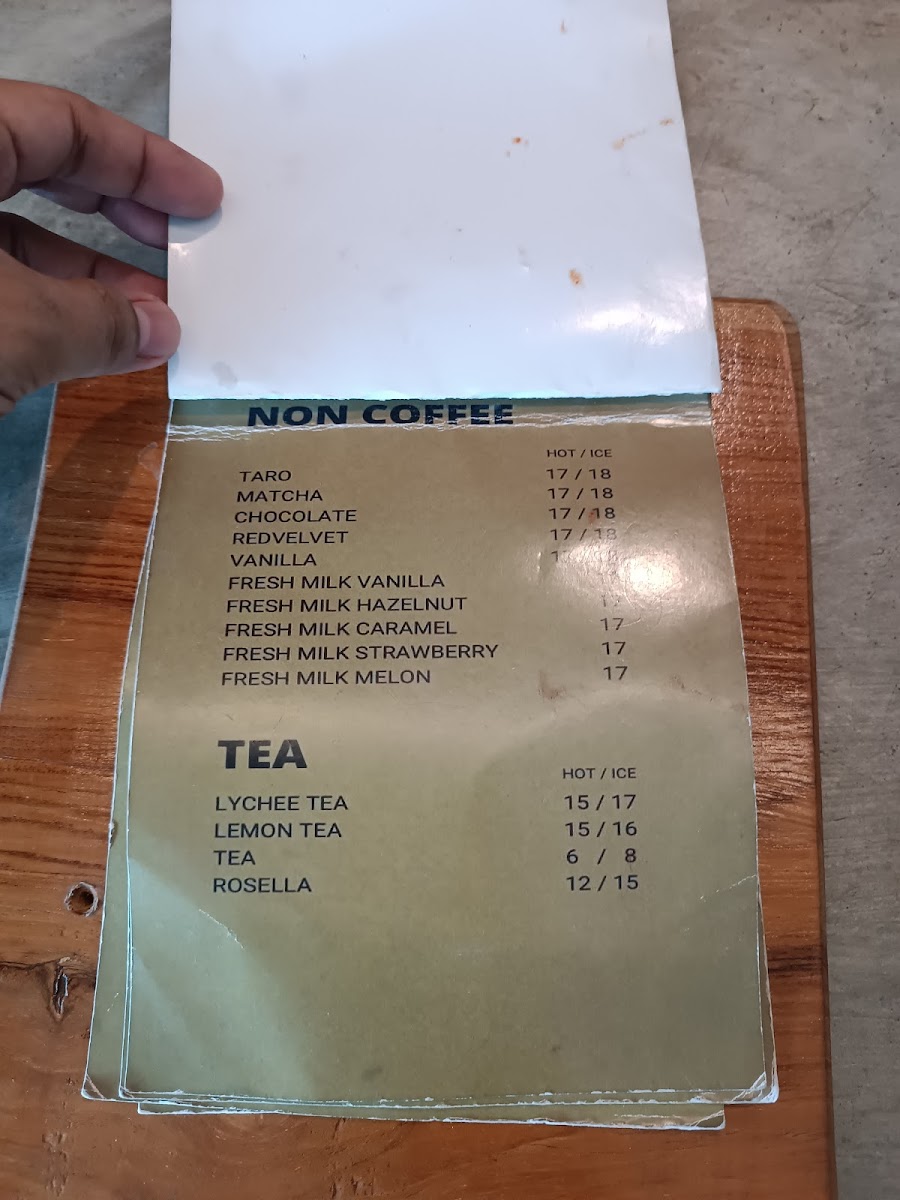 NON COFFEE
HOT / ICE
TARO 17 / 18
MATCHA 17 / 18
CHOCOLATE 17 / 18
REDVELVET 17 / 18
VANILLA
FRESH MILK VANILLA
FRESH MILK HAZELNUT
FRESH MILK CARAMEL 17
FRESH MILK STRAWBERRY 17
FRESH MILK MELON 17
TEA
HOT / ICE
LYCHEE TEA 15 / 17
LEMON TEA 15 / 16
TEA 6 / 8
ROSELLA 12 / 15